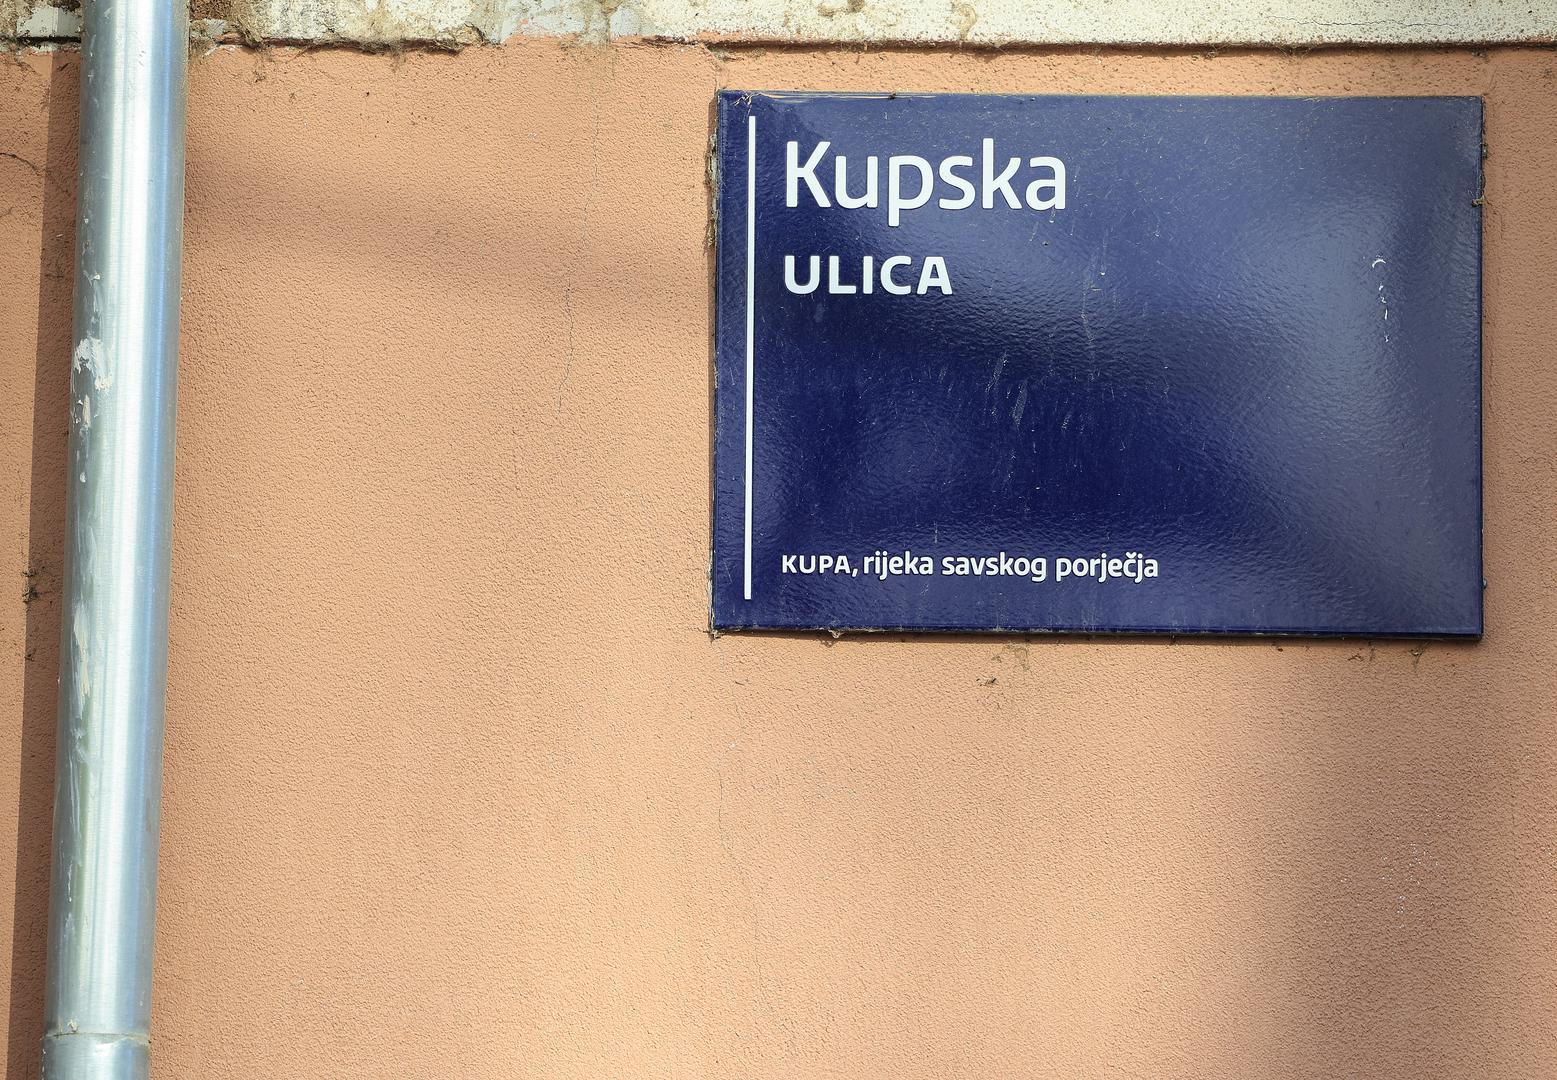 Kupska
ULICA
KUPA, rijeka savskog porječja